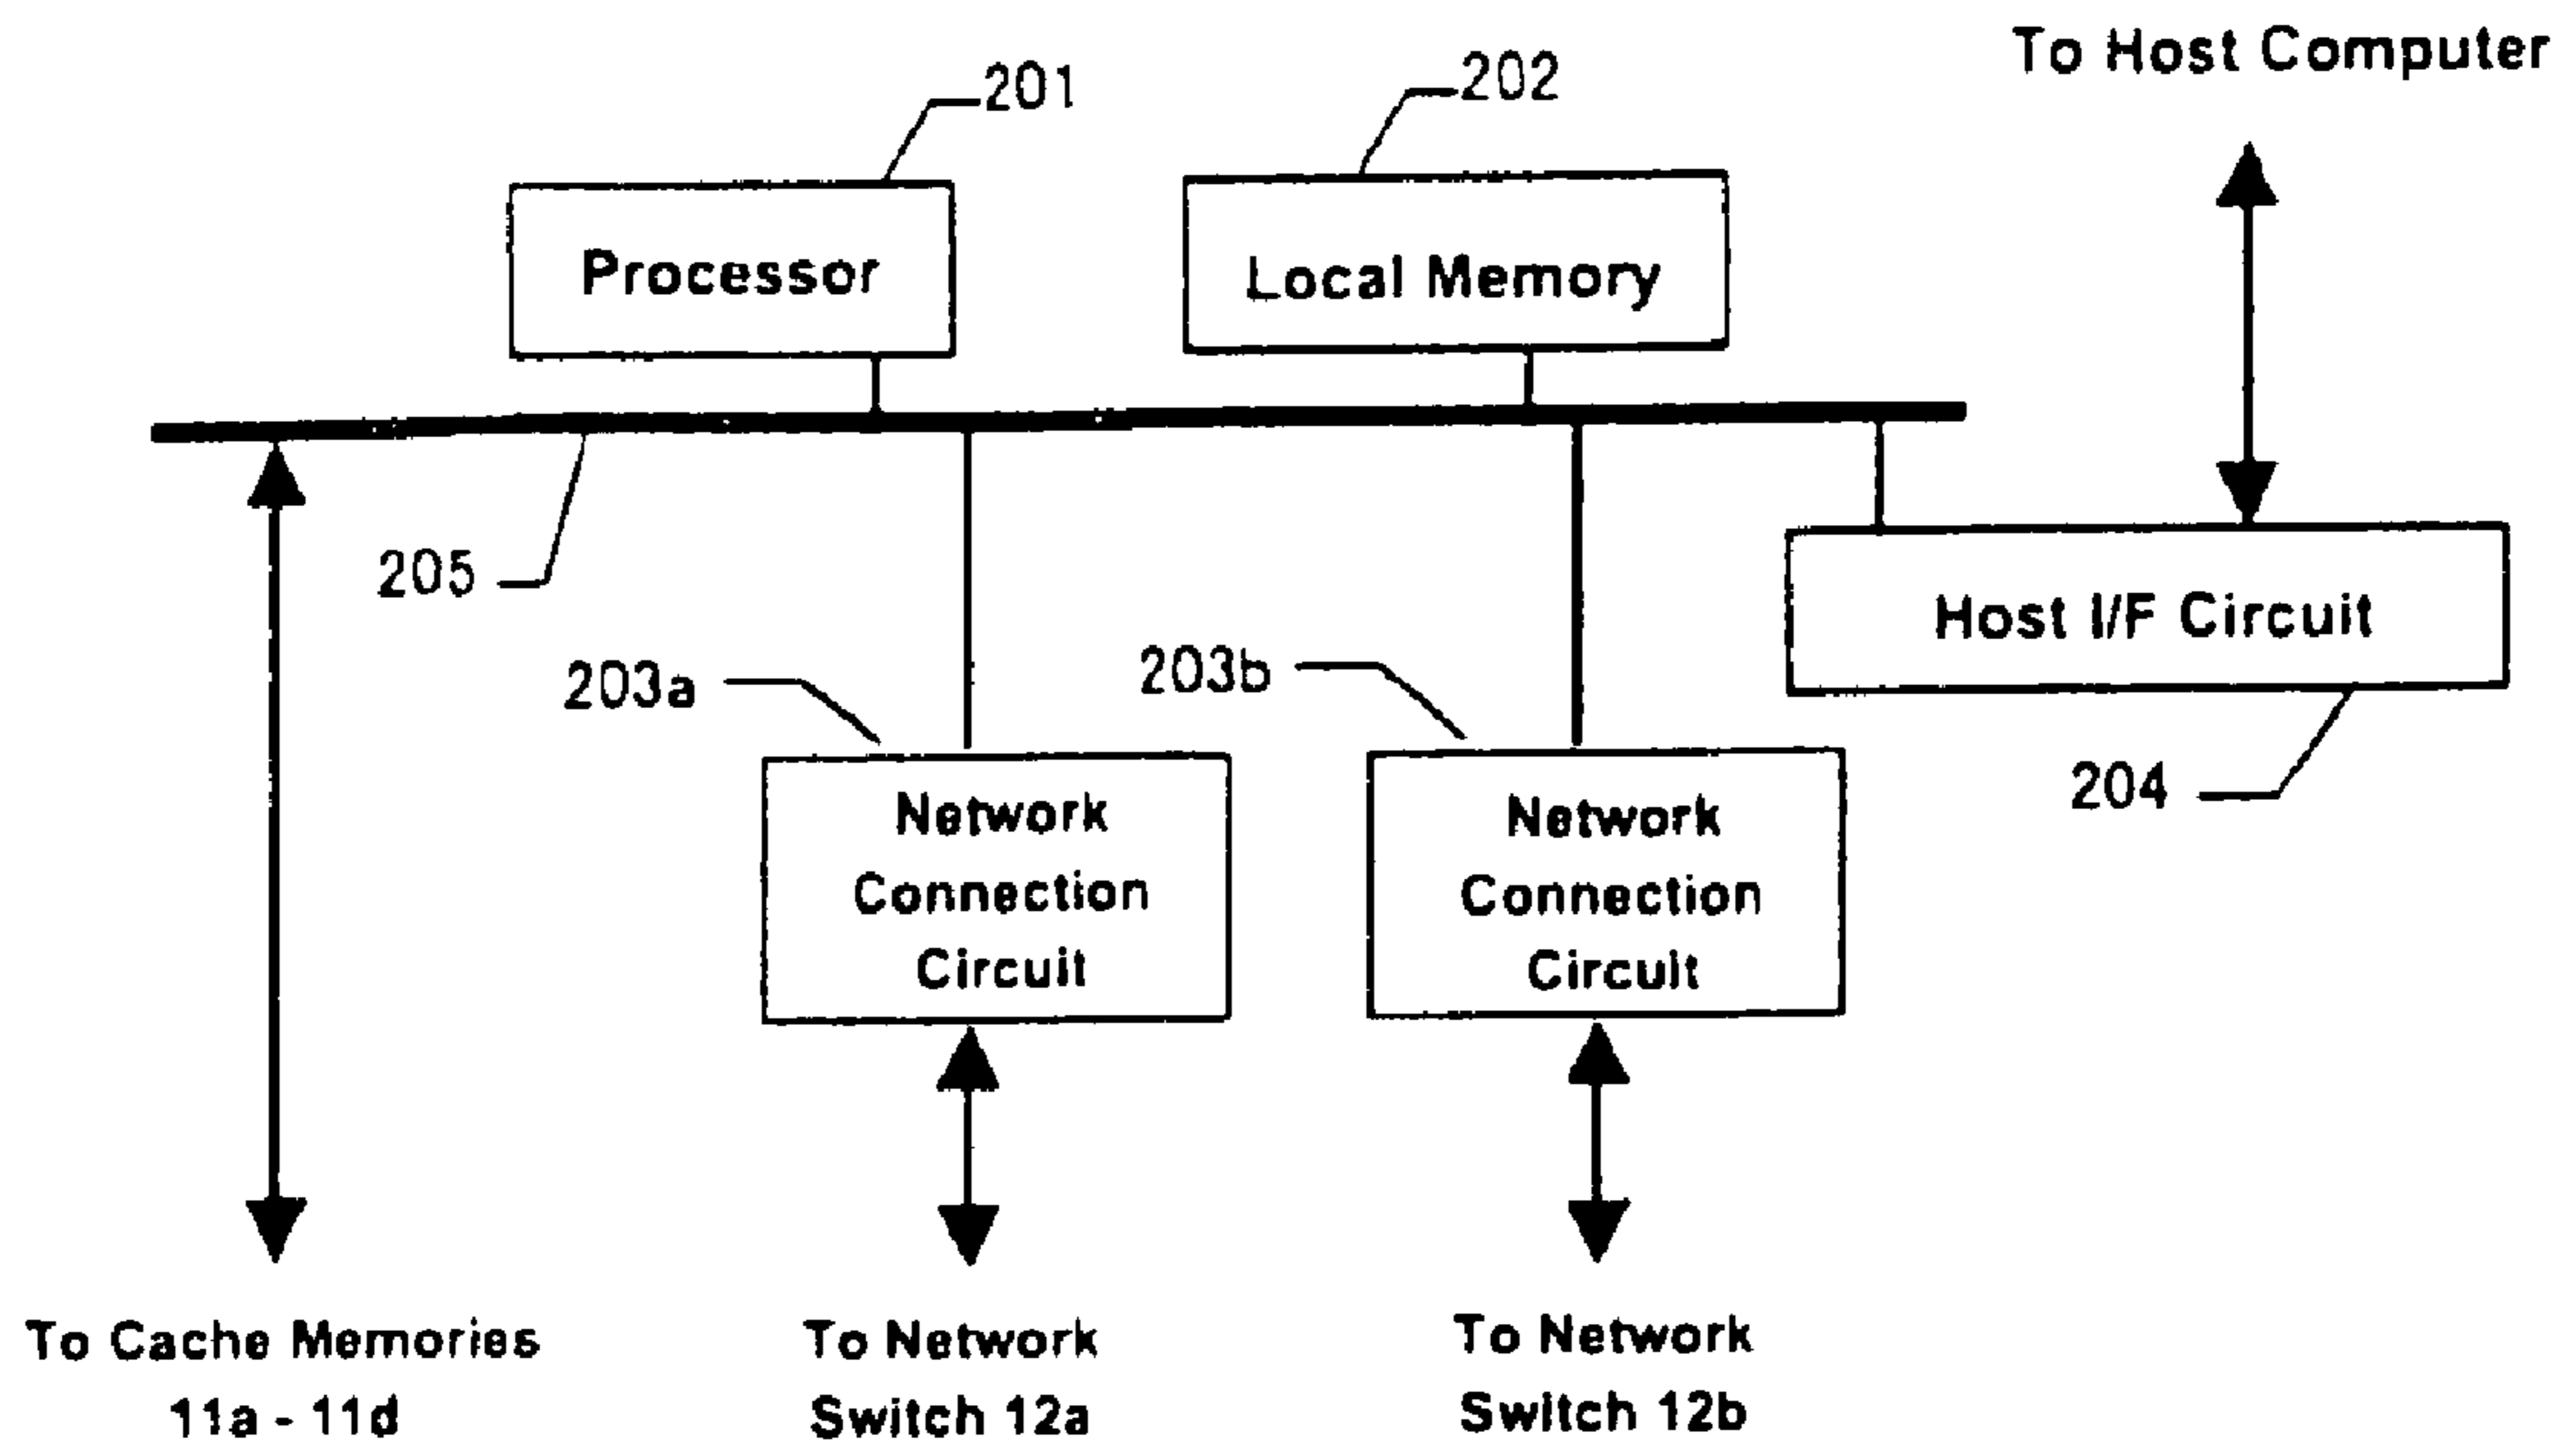 To Host Computer
201
202
Processor
Local Memory
205
Host I/F Circuit
203a
203b
204
Network
Connection
Circuit
Network
Connection
Circuit
To Cache Memories
11a - 11d
To Network
Switch 12a
To Network
Switch 12b